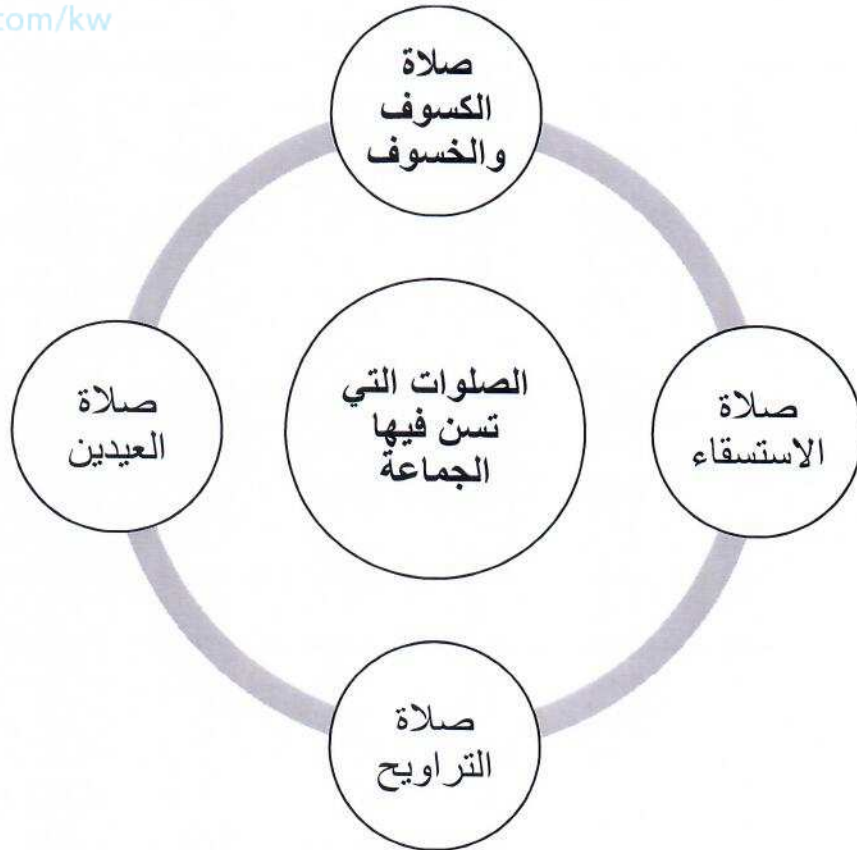 com/kw
صلاة
الكسوف
والخسوف
الصلوات التي
تسن فيها
الجماعة
صلاة
الاستسقاء
صلاة
العيدين
صلاة
التراويح